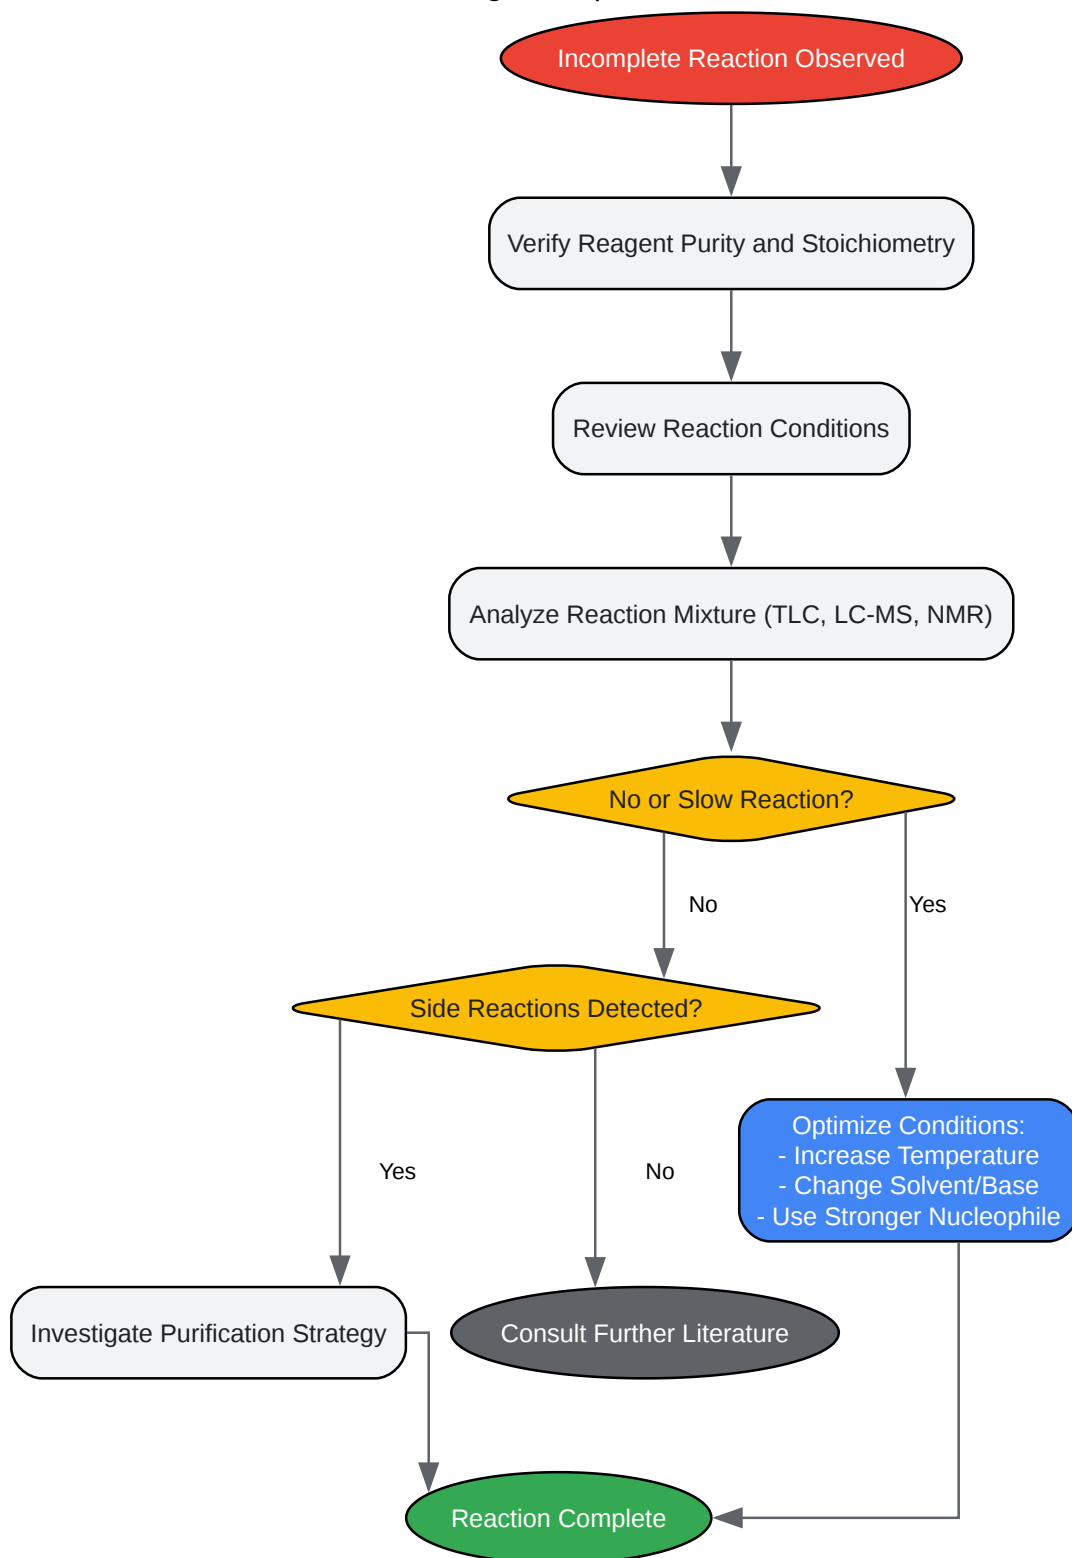 Incomplete Reaction Observed
Verify Reagent Purity and Stoichiometry
Review Reaction Conditions
Analyze Reaction Mixture (TLC, LC-MS, NMR)
No or Slow Reaction?
No
Yes
Side Reactions Detected?
Optimize Conditions:
- Increase Temperature
- Change Solvent/Base
- Use Stronger Nucleophile
Yes
No
Investigate Purification Strategy
Consult Further Literature
Reaction Complete